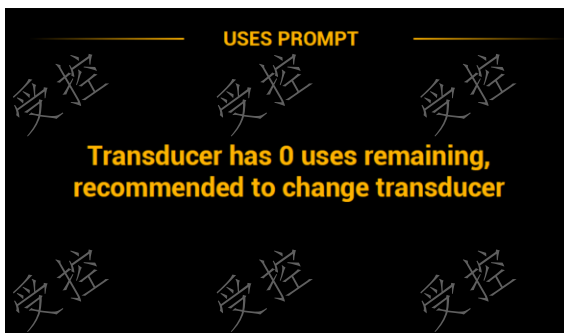 USES PROMPT
受控 受控 受控
Transducer has 0 uses remaining,
recommended to change transducer
受控 受控 受控